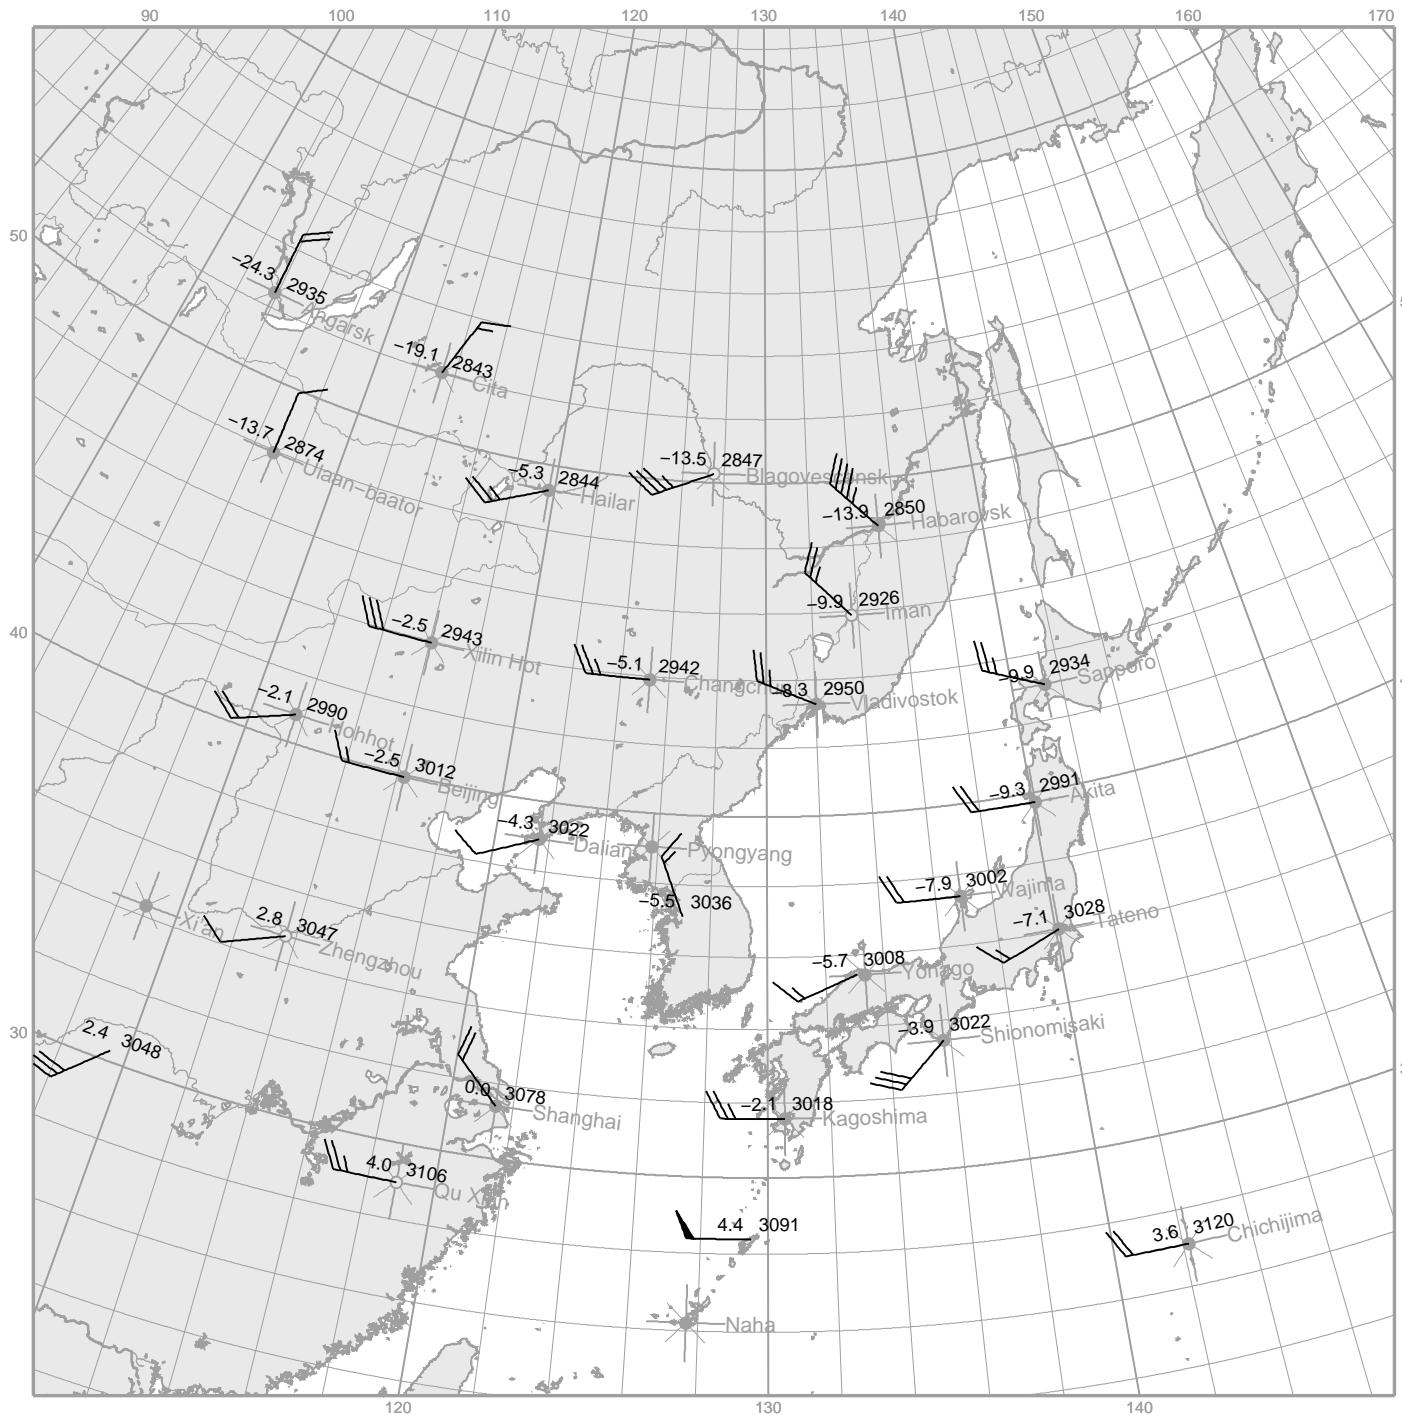 90 100 110 120 130 140 150 160 170
50
−24.3 2935
Angarsk
−19.1 2843
Cita
−13.7 2874
Ulaan−baator
−5.3 2844
Hailar
−13.5 2847
−13.9 2850
Habarovsk
−9.9 2926
Iman
40
−2.5 2943
Xilin Hot
−5.1 2942
−8.3 2950
Vladivostok
−9.9 2934
Sapporo
−2.1 2990
Hohhot
−2.5 3012
Beijing
−9.3 2991
Akita
−4.3 3022
Dalian
Pyongyang
−5.5 3036
−7.9 3002
Wajima
−7.1 3028
Tateno
Xi'an
2.8 3047
Zhengzhou
−5.7 3008
Yonago
30
2.4 3048
−3.9 3022
Shionomisaki
0.0 3078
Shanghai
−2.1 3018
Kagoshima
4.0 3106
Qu Xian
4.4 3091
3.6 3120
Chichijima
Naha
120 130 140